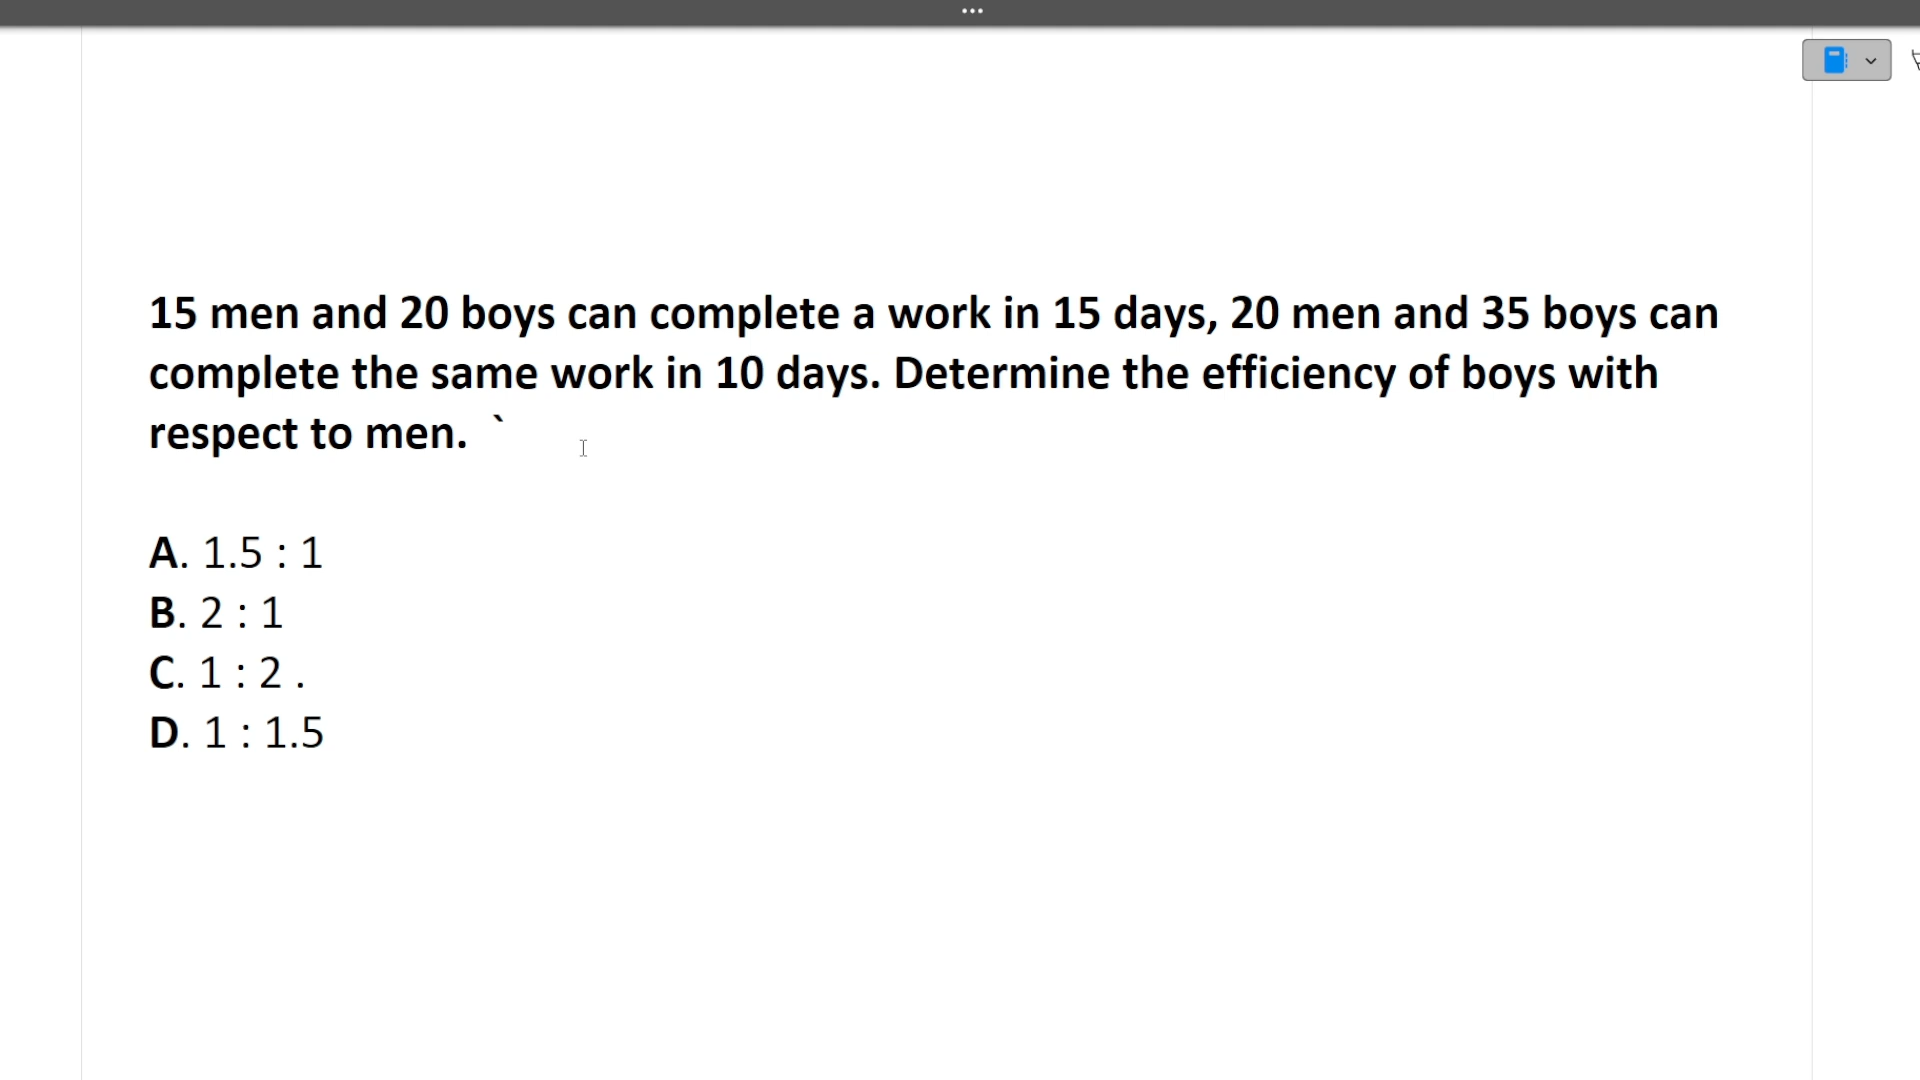 15 men and 20 boys can complete a work in 15 days, 20 men and 35 boys can
complete the same work in 10 days. Determine the efficiency of boys with
respect to men. `
A. 1.5 : 1
B. 2 : 1
C. 1 : 2 .
D. 1 : 1.5